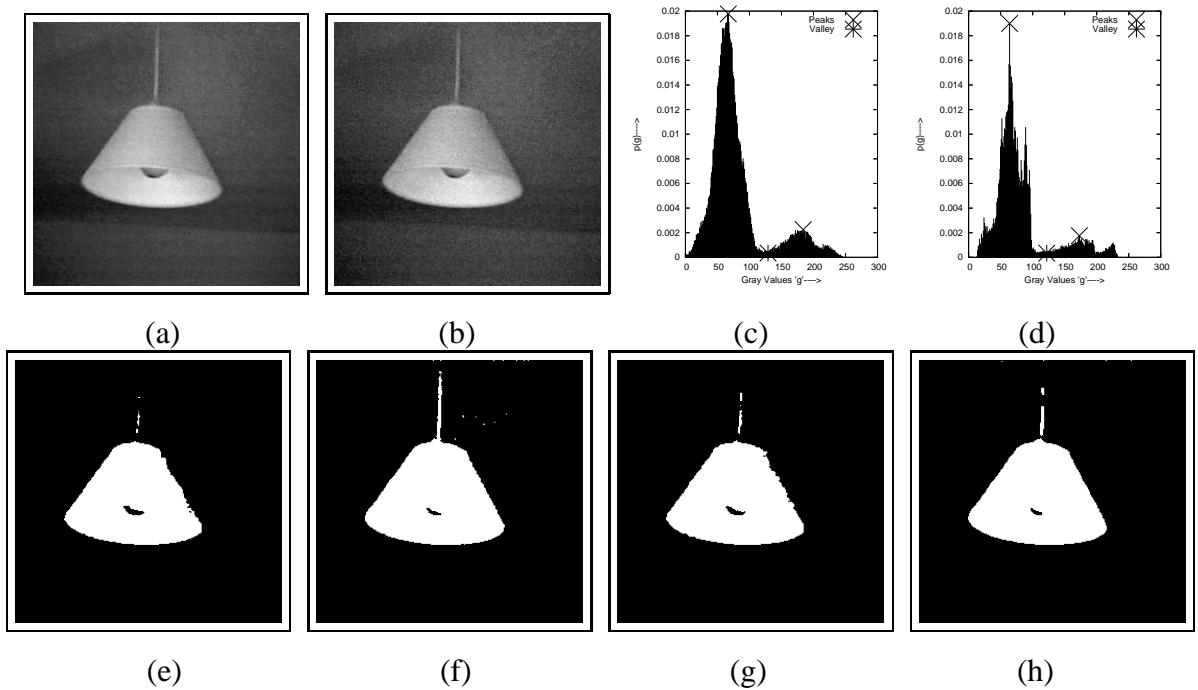 0.02
0.018
0.016
0.014
0.012
0.01
0.008
0.006
0.004
0.002
0
p(g)---->
Peaks
Valley
0 50 100 150 200 250 300
Gray Values 'g'---->
0.02
0.018
0.016
0.014
0.012
0.01
0.008
0.006
0.004
0.002
0
p(g)---->
Peaks
Valley
0 50 100 150 200 250 300
Gray Values 'g'---->
(a) (b) (c) (d)
(e) (f) (g) (h)